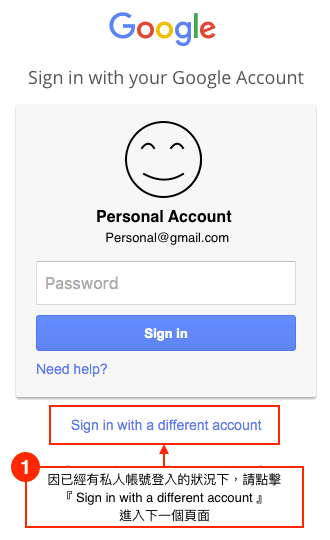 Google
Sign in with your Google Account
Personal Account
Personal@gmail.com
Password
Sign in
Need help?
Sign in with a different account
1
因已經有私人帳號登入的狀況下，請點擊
『 Sign in with a different account 』
進入下一個頁面